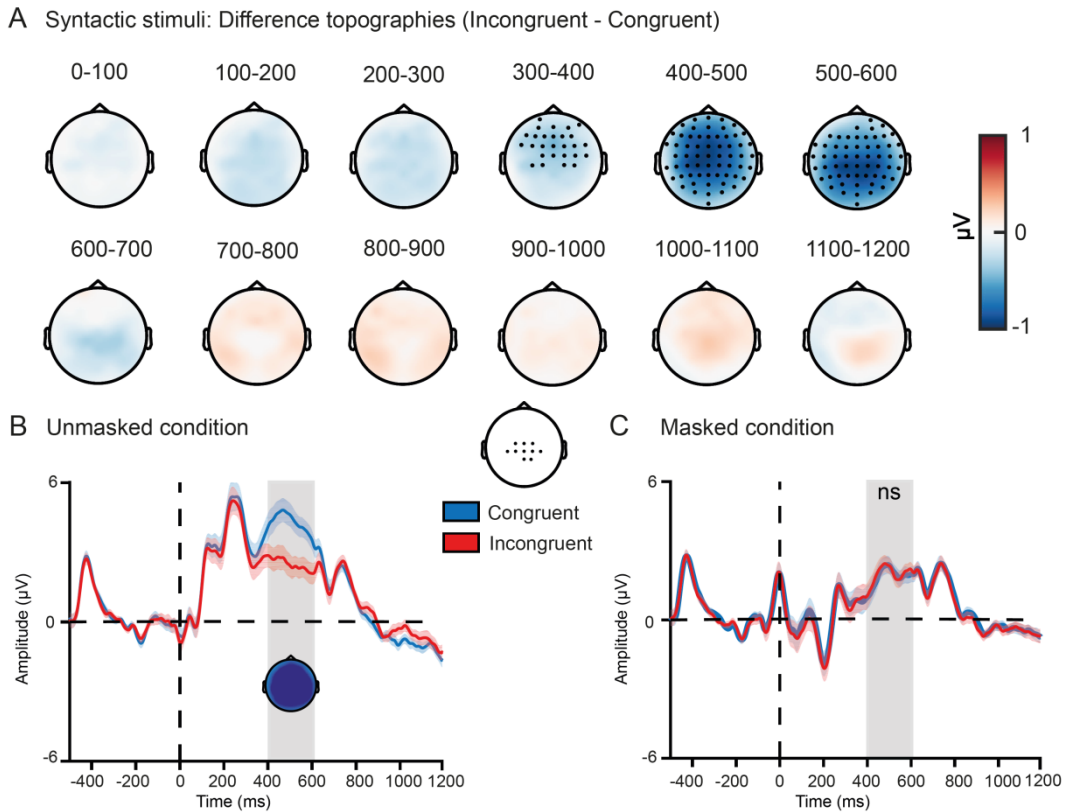 A Syntactic stimuli: Difference topographies (Incongruent - Congruent)
0-100 100-200 200-300 300-400 400-500 500-600
600-700 700-800 800-900 900-1000 1000-1100 1100-1200
1
0
-1
µV
B Unmasked condition
6
0
-6
Amplitude (µV)
-400 -200 0 200 400 600 800 1000 1200
Time (ms)
Congruent
Incongruent
C Masked condition
ns
6
0
-6
Amplitude (µV)
-400 -200 0 200 400 600 800 1000 1200
Time (ms)